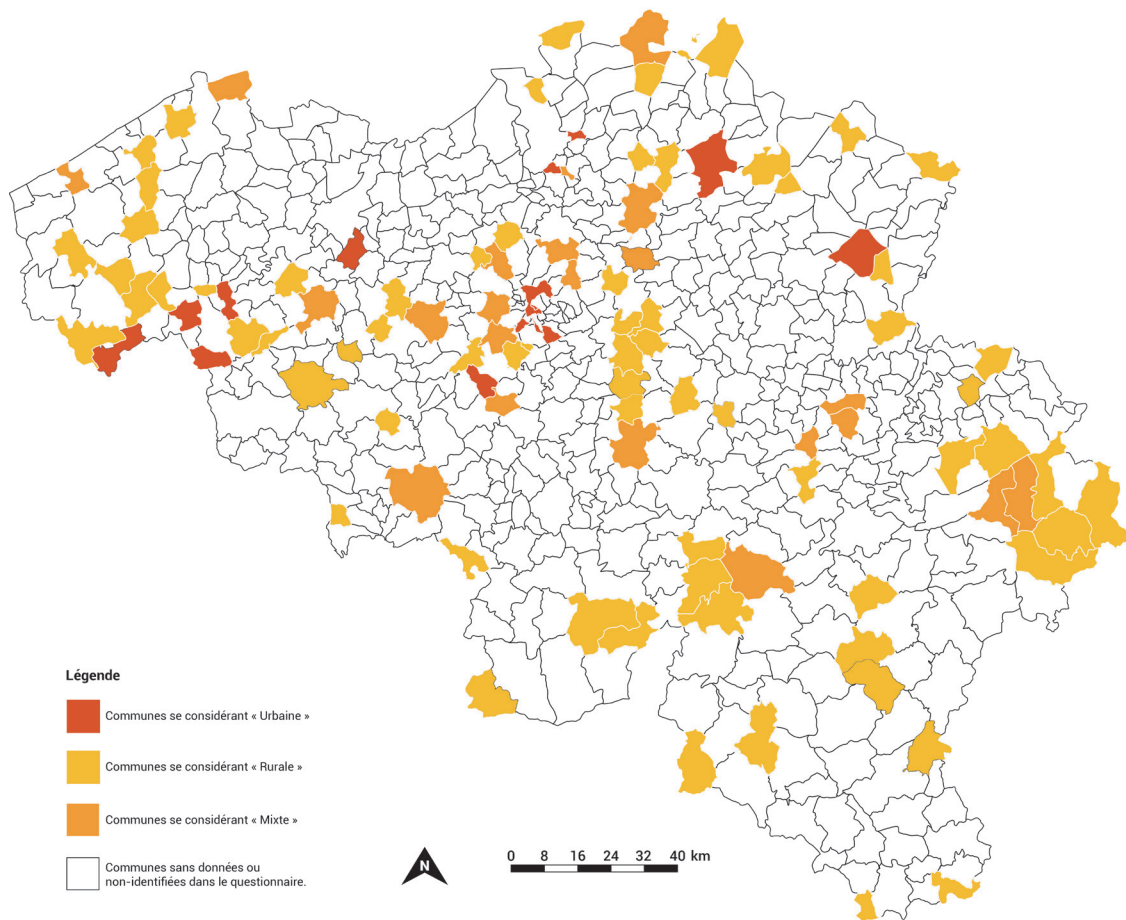 Légende
Communes se considérant « Urbaine »
Communes se considérant « Rurale »
Communes se considérant « Mixte »
Communes sans données ou
non-identifiées dans le questionnaire.
N
0 8 16 24 32 40 km